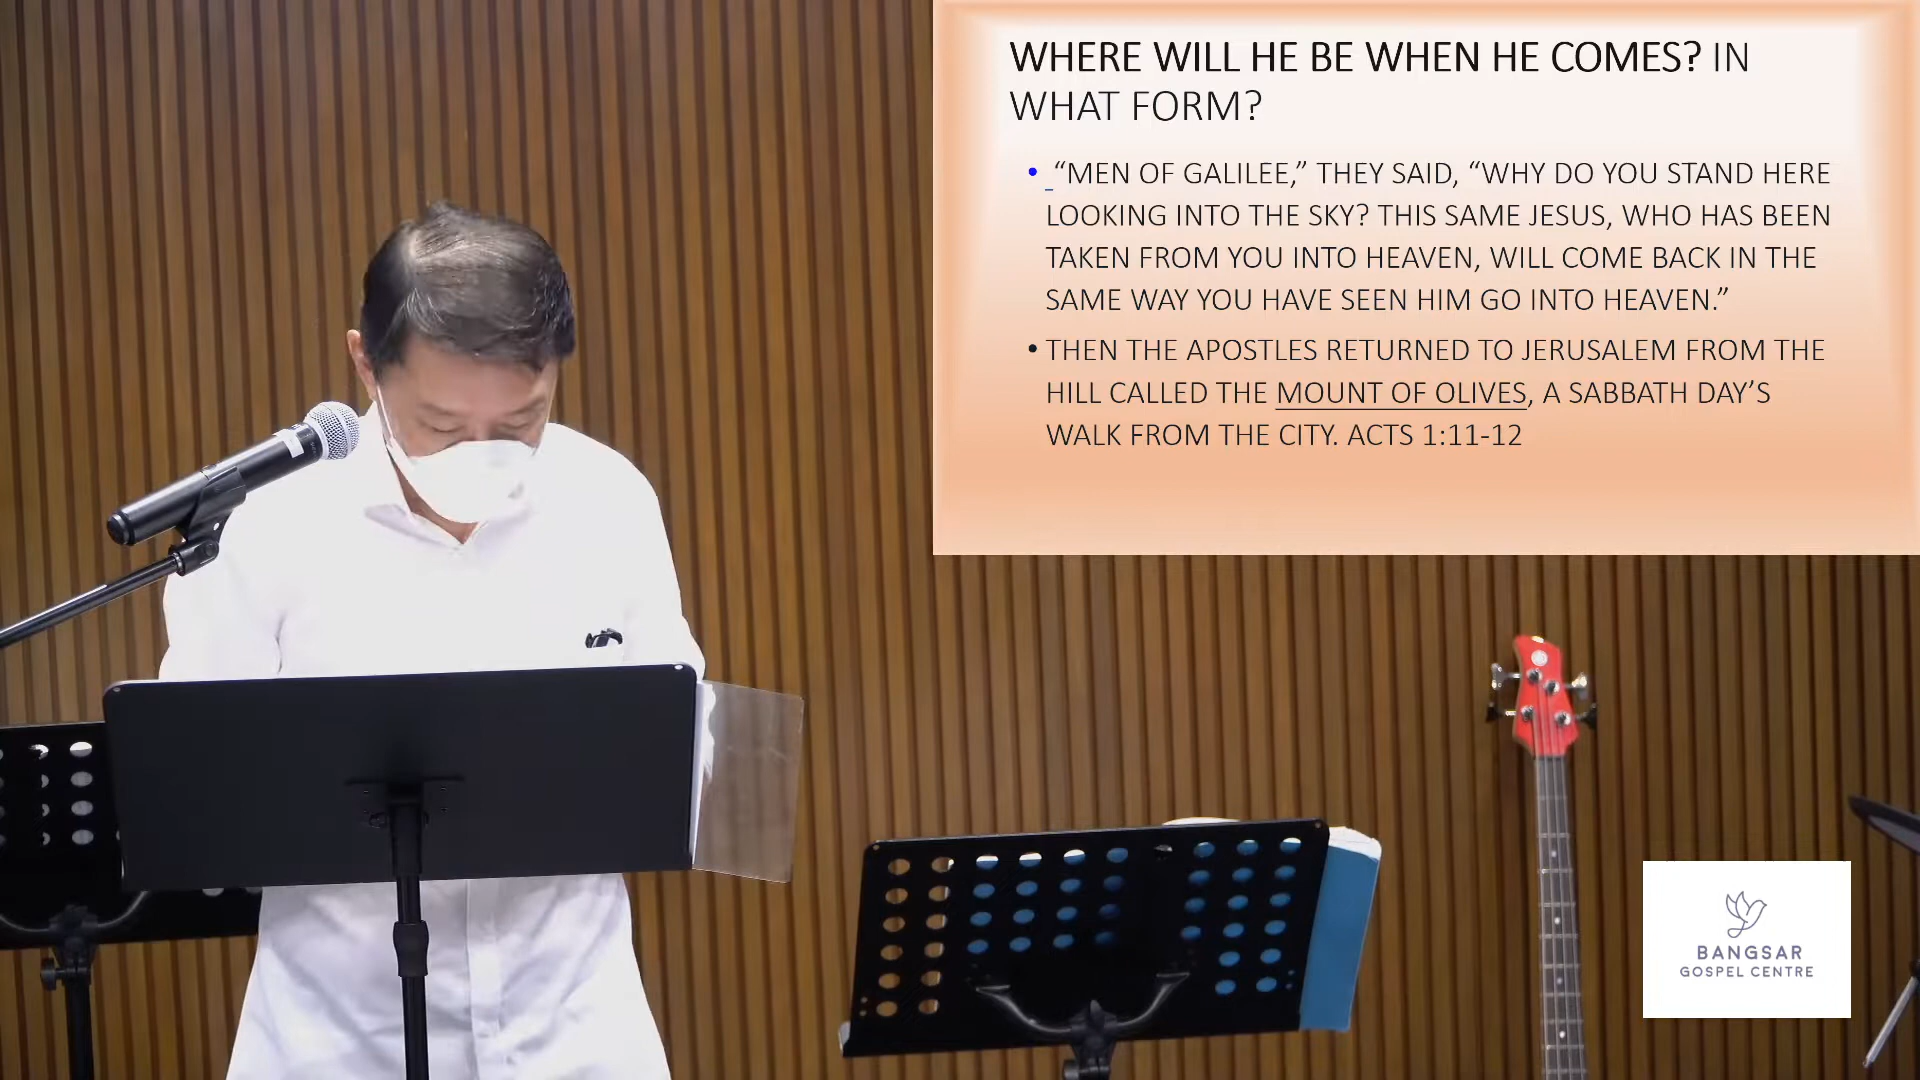 WHERE WILL HE BE WHEN HE COMES? IN
WHAT FORM?
• “MEN OF GALILEE,” THEY SAID, “WHY DO YOU STAND HERE
LOOKING INTO THE SKY? THIS SAME JESUS, WHO HAS BEEN
TAKEN FROM YOU INTO HEAVEN, WILL COME BACK IN THE
SAME WAY YOU HAVE SEEN HIM GO INTO HEAVEN.”
• THEN THE APOSTLES RETURNED TO JERUSALEM FROM THE
HILL CALLED THE MOUNT OF OLIVES, A SABBATH DAY’S
WALK FROM THE CITY. ACTS 1:11-12
BANGSAR
GOSPEL CENTRE